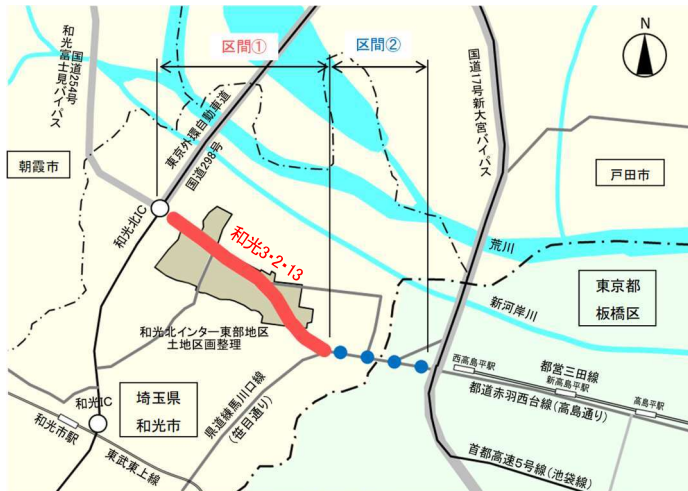 区間①
区間②
N
国道254号
和光富士見バイパス
東京外環自動車道
国道298号
国道17号新大宮バイパス
朝霞市
戸田市
和光北IC
和光3・2・13
荒川
新河岸川
東京都
板橋区
和光北インター東部地区
土地区画整理
西高島平駅
都営三田線
新高島平駅
高島平駅
都道赤羽西台線(高島通り)
埼玉県
和光市
県道練馬川口線
(笹目通り)
和光IC
和光市駅
東武東上線
首都高速5号線(池袋線)